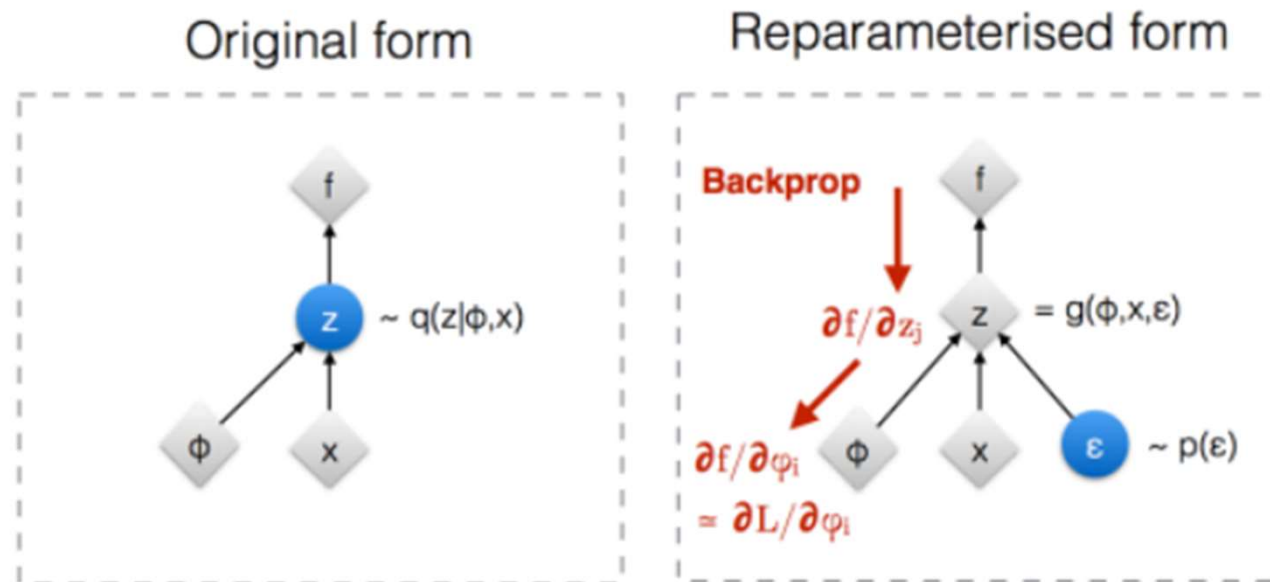 Original form
f
z ~ q(z|ϕ,x)
ϕ x
Reparameterised form
Backprop f
∂f/∂zⱼ z = g(ϕ,x,ε)
∂f/∂φᵢ ϕ x ε ~ p(ε)
≃ ∂L/∂φᵢ